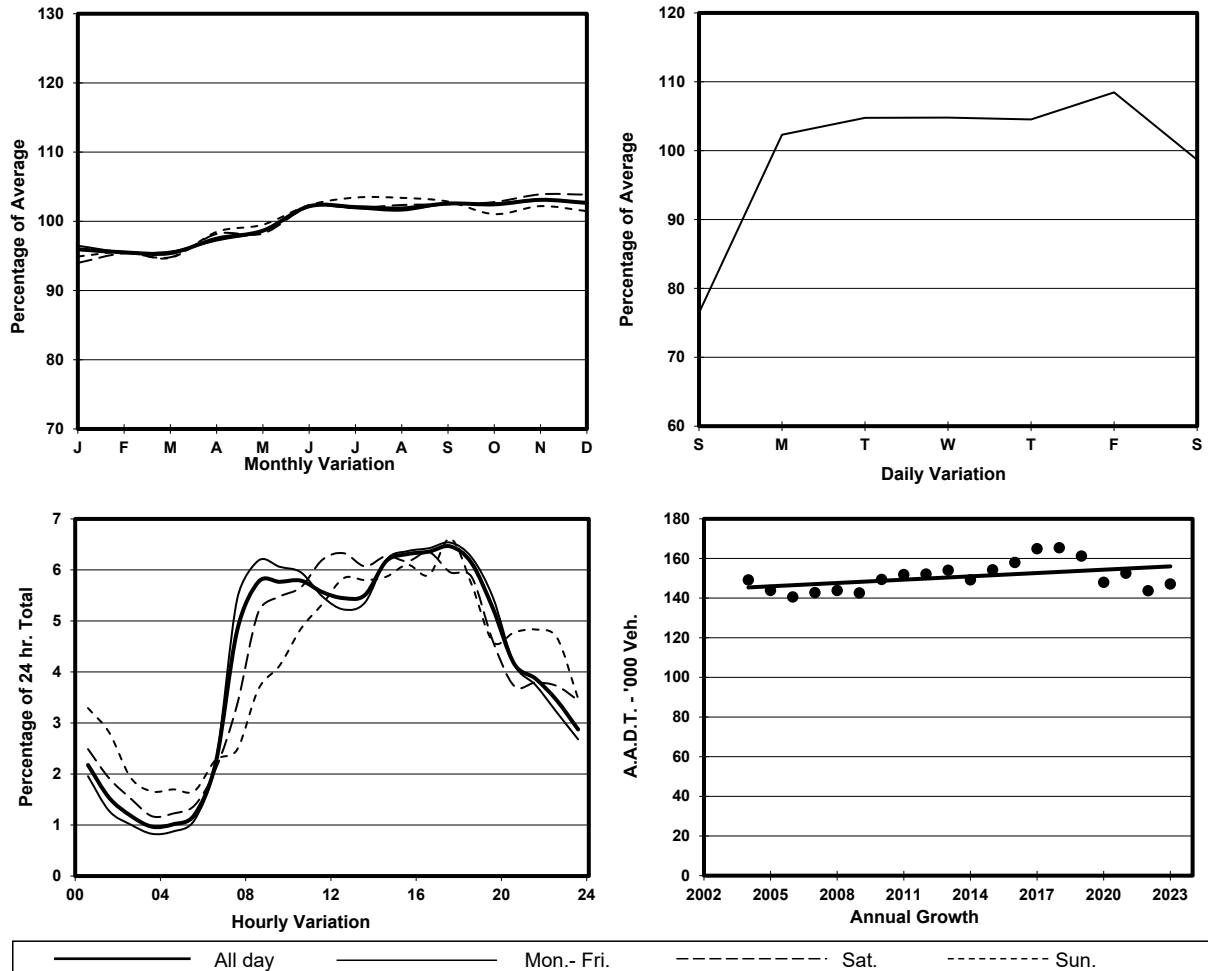 130
120
110
100
90
80
70
Percentage of Average
J F M A M J J A S O N D
Monthly Variation
120
110
100
90
80
70
60
Percentage of Average
S M T W T F S
Daily Variation
7
6
5
4
3
2
1
0
Percentage of 24 hr. Total
00 04 08 12 16 20 24
Hourly Variation
180
160
140
120
100
80
60
40
20
0
A.A.D.T. - '000 Veh.
2002 2005 2008 2011 2014 2017 2020 2023
Annual Growth
All day Mon.- Fri. Sat. Sun.